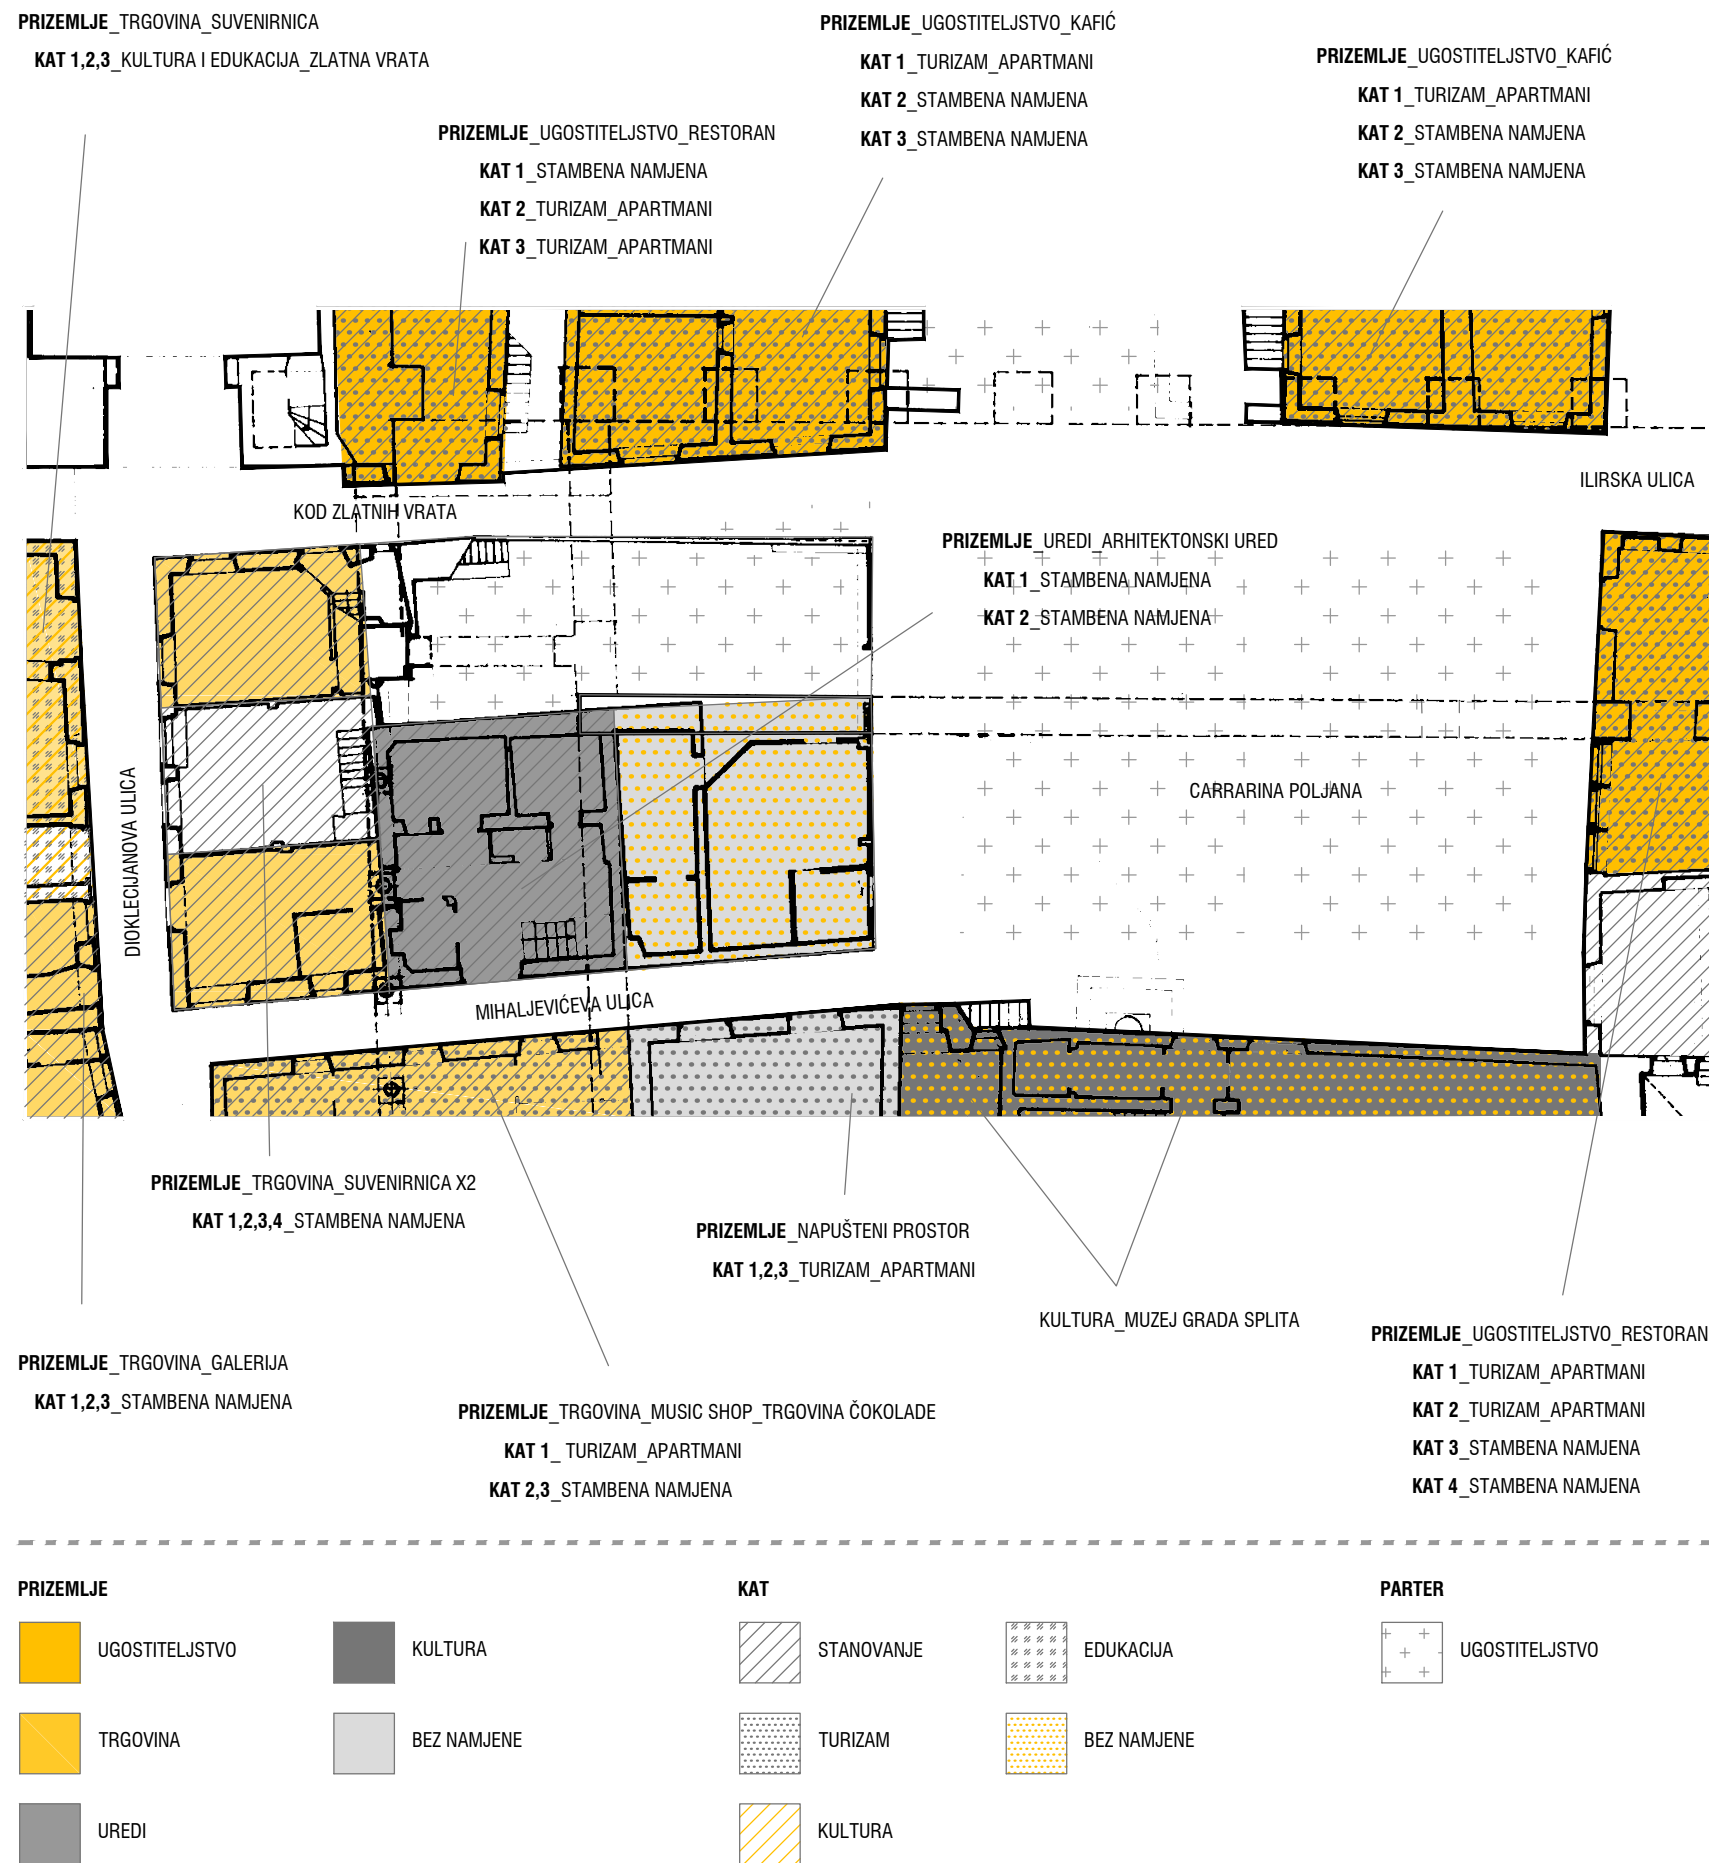 PRIZEMLJE_TRGOVINA_SUVENIRNICA
KAT 1,2,3_KULTURA I EDUKACIJA_ZLATNA VRATA
PRIZEMLJE_UGOSTITELJSTVO_RESTORAN
KAT 1_STAMBENA NAMJENA
KAT 2_TURIZAM_APARTMANI
KAT 3_TURIZAM_APARTMANI
PRIZEMLJE_UGOSTITELJSTVO_KAFIĆ
KAT 1_TURIZAM_APARTMANI
KAT 2_STAMBENA NAMJENA
KAT 3_STAMBENA NAMJENA
PRIZEMLJE_UGOSTITELJSTVO_KAFIĆ
KAT 1_TURIZAM_APARTMANI
KAT 2_STAMBENA NAMJENA
KAT 3_STAMBENA NAMJENA
ILIRSKA ULICA
KOD ZLATNIH VRATA
PRIZEMLJE_UREDI_ARHITEKTONSKI URED
KAT 1_STAMBENA NAMJENA
KAT 2_STAMBENA NAMJENA
CARRARINA POLJANA
DIOKLECIJANOVA ULICA
MIHALJEVIĆEVA ULICA
PRIZEMLJE_TRGOVINA_SUVENIRNICA X2
KAT 1,2,3,4_STAMBENA NAMJENA
PRIZEMLJE_NAPUŠTENI PROSTOR
KAT 1,2,3_TURIZAM_APARTMANI
KULTURA_MUZEJ GRADA SPLITA
PRIZEMLJE_UGOSTITELJSTVO_RESTORAN
KAT 1_TURIZAM_APARTMANI
KAT 2_TURIZAM_APARTMANI
KAT 3_STAMBENA NAMJENA
KAT 4_STAMBENA NAMJENA
PRIZEMLJE_TRGOVINA_GALERIJA
KAT 1,2,3_STAMBENA NAMJENA
PRIZEMLJE_TRGOVINA_MUSIC SHOP_TRGOVINA ČOKOLADE
KAT 1_ TURIZAM_APARTMANI
KAT 2,3_STAMBENA NAMJENA
PRIZEMLJE
UGOSTITELJSTVO
TRGOVINA
UREDI
KULTURA
BEZ NAMJENE
KAT
STANOVANJE
TURIZAM
KULTURA
EDUKACIJA
BEZ NAMJENE
PARTER
UGOSTITELJSTVO